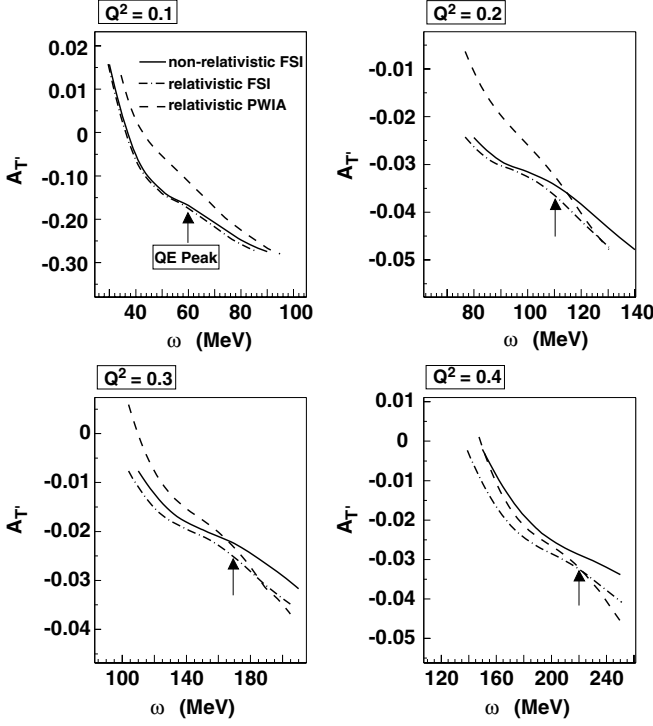 Q² = 0.1
0.02
0.01
0
-0.10
-0.20
-0.30
A_T'
non-relativistic FSI
relativistic FSI
relativistic PWIA
QE Peak
40 60 80 100
ω (MeV)
Q² = 0.2
-0.01
-0.02
-0.03
-0.04
-0.05
A_T'
80 100 120 140
ω (MeV)
Q² = 0.3
0
-0.01
-0.02
-0.03
-0.04
A_T'
100 140 180
ω (MeV)
Q² = 0.4
0.01
0
-0.01
-0.02
-0.03
-0.04
-0.05
A_T'
120 160 200 240
ω (MeV)